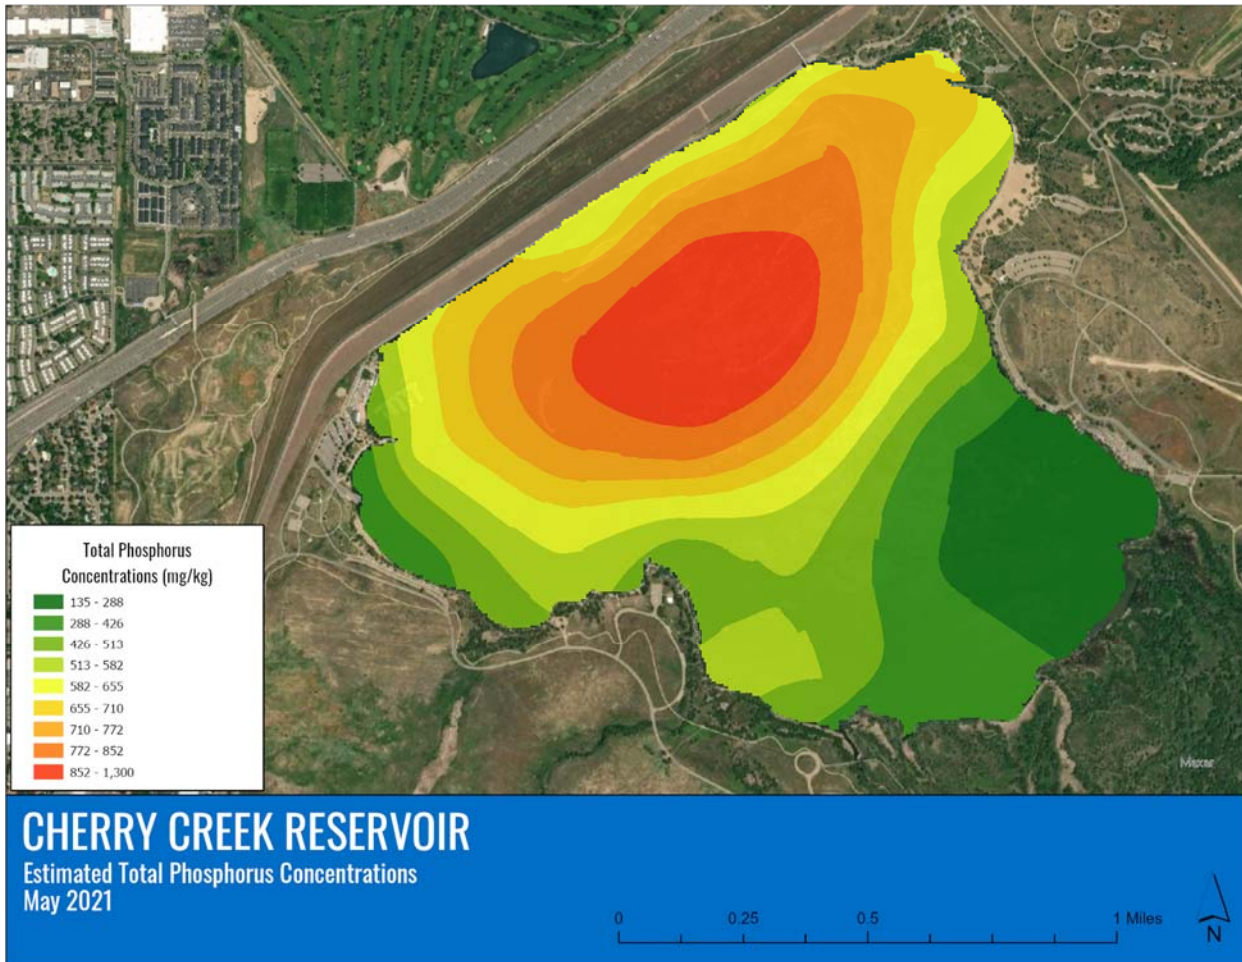 Total Phosphorus
Concentrations (mg/kg)
135 - 288
288 - 426
426 - 513
513 - 582
582 - 655
655 - 710
710 - 772
772 - 852
852 - 1,300
Maxar
CHERRY CREEK RESERVOIR
Estimated Total Phosphorus Concentrations
May 2021
0 0.25 0.5 1 Miles
N